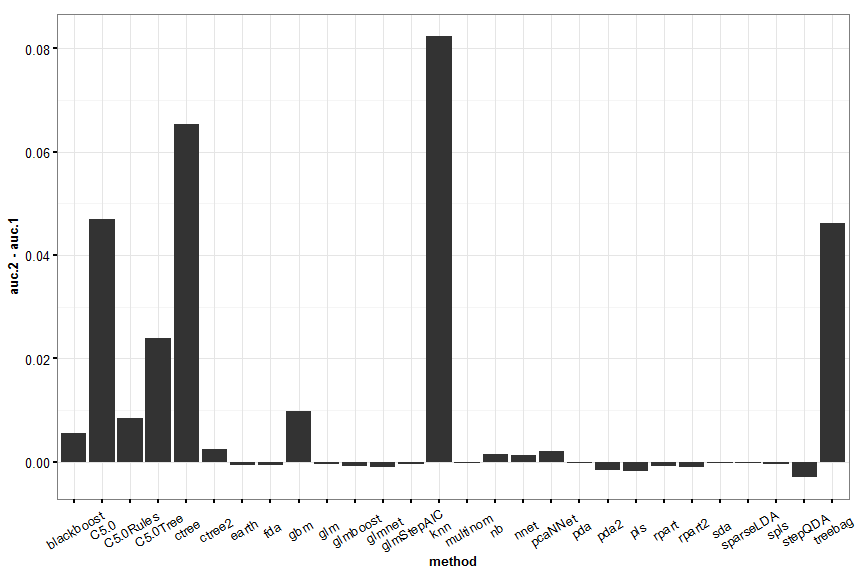 auc.2 - auc.1
0.08
0.06
0.04
0.02
0.00
blackboost
C5.0
C5.0Rules
C5.0Tree
ctree
ctree2
earth
fda
gbm
glm
glmboost
glmnet
glmStepAIC
knn
multinom
nb
nnet
pcaNNet
pda
pda2
pls
rpart
rpart2
sda
sparseLDA
spls
stepQDA
treebag
method